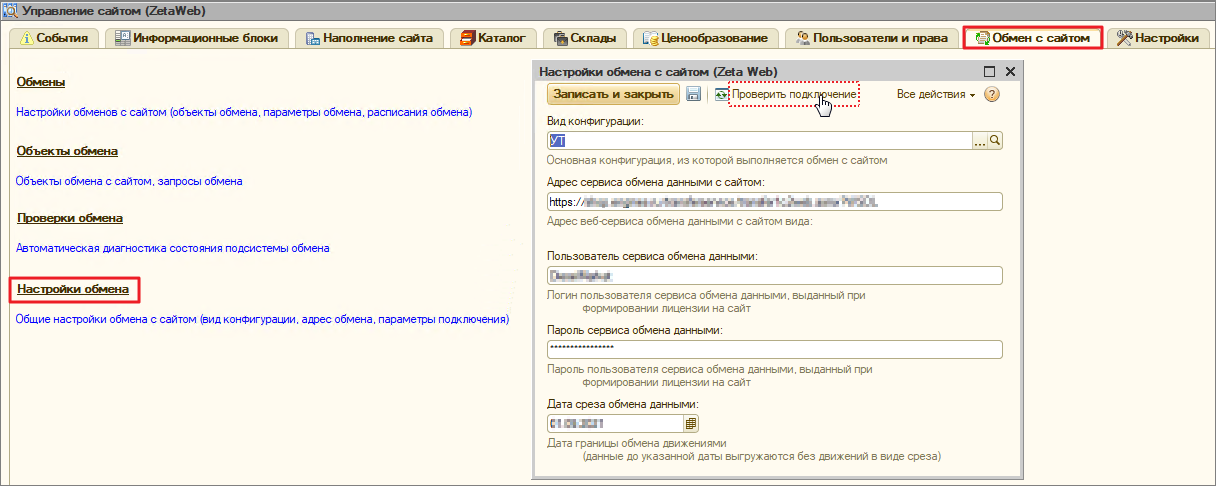 Управление сайтом (ZetaWeb)
События
Информационные блоки
Наполнение сайта
Каталог
Склады
Ценообразование
Пользователи и права
Обмен с сайтом
Настройки
Обмены
Настройки обменов с сайтом (объекты обмена, параметры обмена, расписания обмена)
Объекты обмена
Объекты обмена с сайтом, запросы обмена
Проверки обмена
Автоматическая диагностика состояния подсистемы обмена
Настройки обмена
Общие настройки обмена с сайтом (вид конфигурации, адрес обмена, параметры подключения)
Настройки обмена с сайтом (Zeta Web)
Записать и закрыть
Проверить подключение
Все действия
?
Вид конфигурации:
УТ
...
Основная конфигурация, из которой выполняется обмен с сайтом
Адрес сервиса обмена данными с сайтом:
https://
Адрес веб-сервиса обмена данными с сайтом вида:
Пользователь сервиса обмена данными:
Логин пользователя сервиса обмена данными, выданный при
формировании лицензии на сайт
Пароль сервиса обмена данными:
****************
Пароль пользователя сервиса обмена данными, выданный при
формировании лицензии на сайт
Дата среза обмена данными:
Дата границы обмена движениями
(данные до указанной даты выгружаются без движений в виде среза)